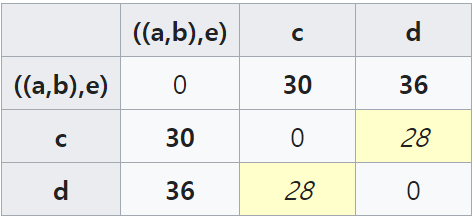 ((a,b),e) c d
((a,b),e) 0 30 36
c 30 0 28
d 36 28 0